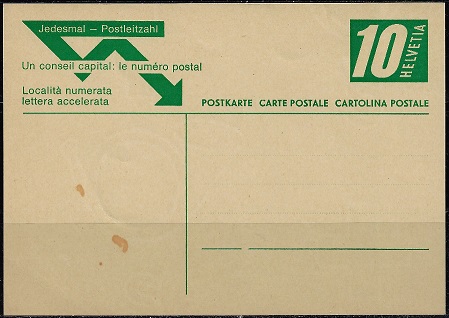 Jedesmal – Postleitzahl
Un conseil capital: le numéro postal
Località numerata
lettera accelerata
10
HELVETIA
POSTKARTE CARTE POSTALE CARTOLINA POSTALE